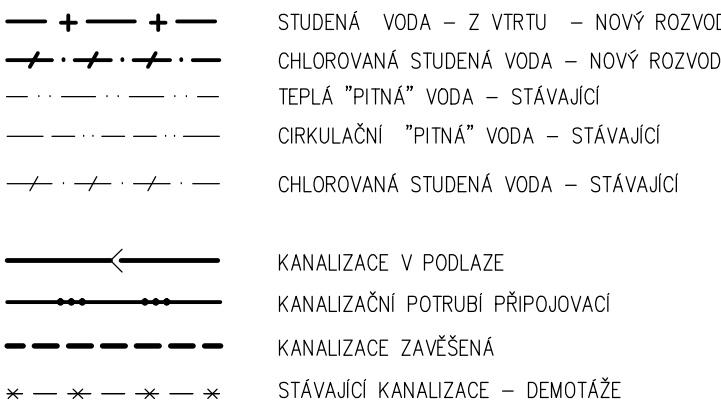 STUDENÁ VODA – Z VTRTU – NOVÝ ROZVOD
CHLOROVANÁ STUDENÁ VODA – NOVÝ ROZVOD
TEPLÁ "PITNÁ" VODA – STÁVAJÍCÍ
CIRKULAČNÍ "PITNÁ" VODA – STÁVAJÍCÍ
CHLOROVANÁ STUDENÁ VODA – STÁVAJÍCÍ
KANALIZACE V PODLAZE
KANALIZAČNÍ POTRUBÍ PŘIPOJOVACÍ
KANALIZACE ZAVĚŠENÁ
STÁVAJÍCÍ KANALIZACE – DEMOTÁŽE